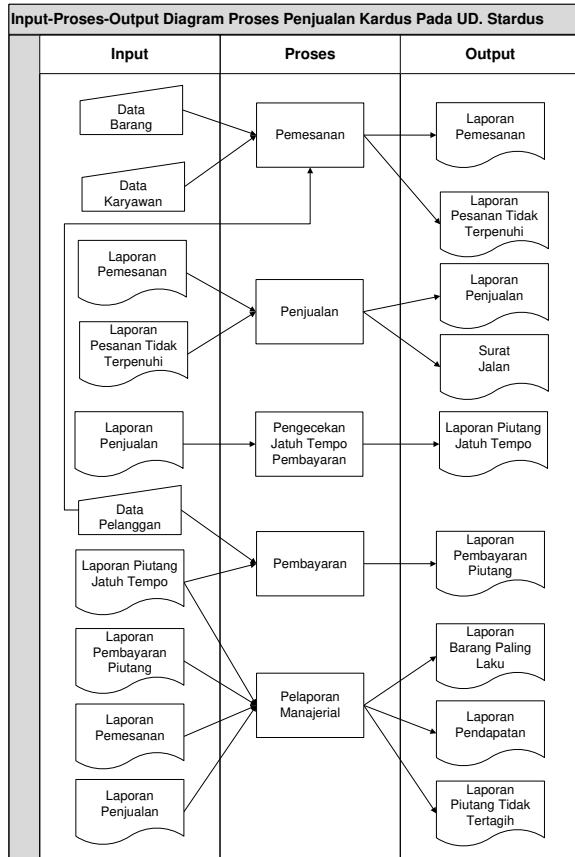 Input-Proses-Output Diagram Proses Penjualan Kardus Pada UD. Stardus
Input
Proses
Output
Data
Barang
Data
Karyawan
Pemesanan
Laporan
Pemesanan
Laporan
Pesanan Tidak
Terpenuhi
Laporan
Pemesanan
Laporan
Pesanan Tidak
Terpenuhi
Penjualan
Laporan
Penjualan
Surat
Jalan
Laporan
Penjualan
Pengecekan
Jatuh Tempo
Pembayaran
Laporan Piutang
Jatuh Tempo
Data
Pelanggan
Laporan Piutang
Jatuh Tempo
Pembayaran
Laporan
Pembayaran
Piutang
Laporan
Pembayaran
Piutang
Laporan
Pemesanan
Laporan
Penjualan
Pelaporan
Manajerial
Laporan
Barang Paling
Laku
Laporan
Pendapatan
Laporan
Piutang Tidak
Tertagih